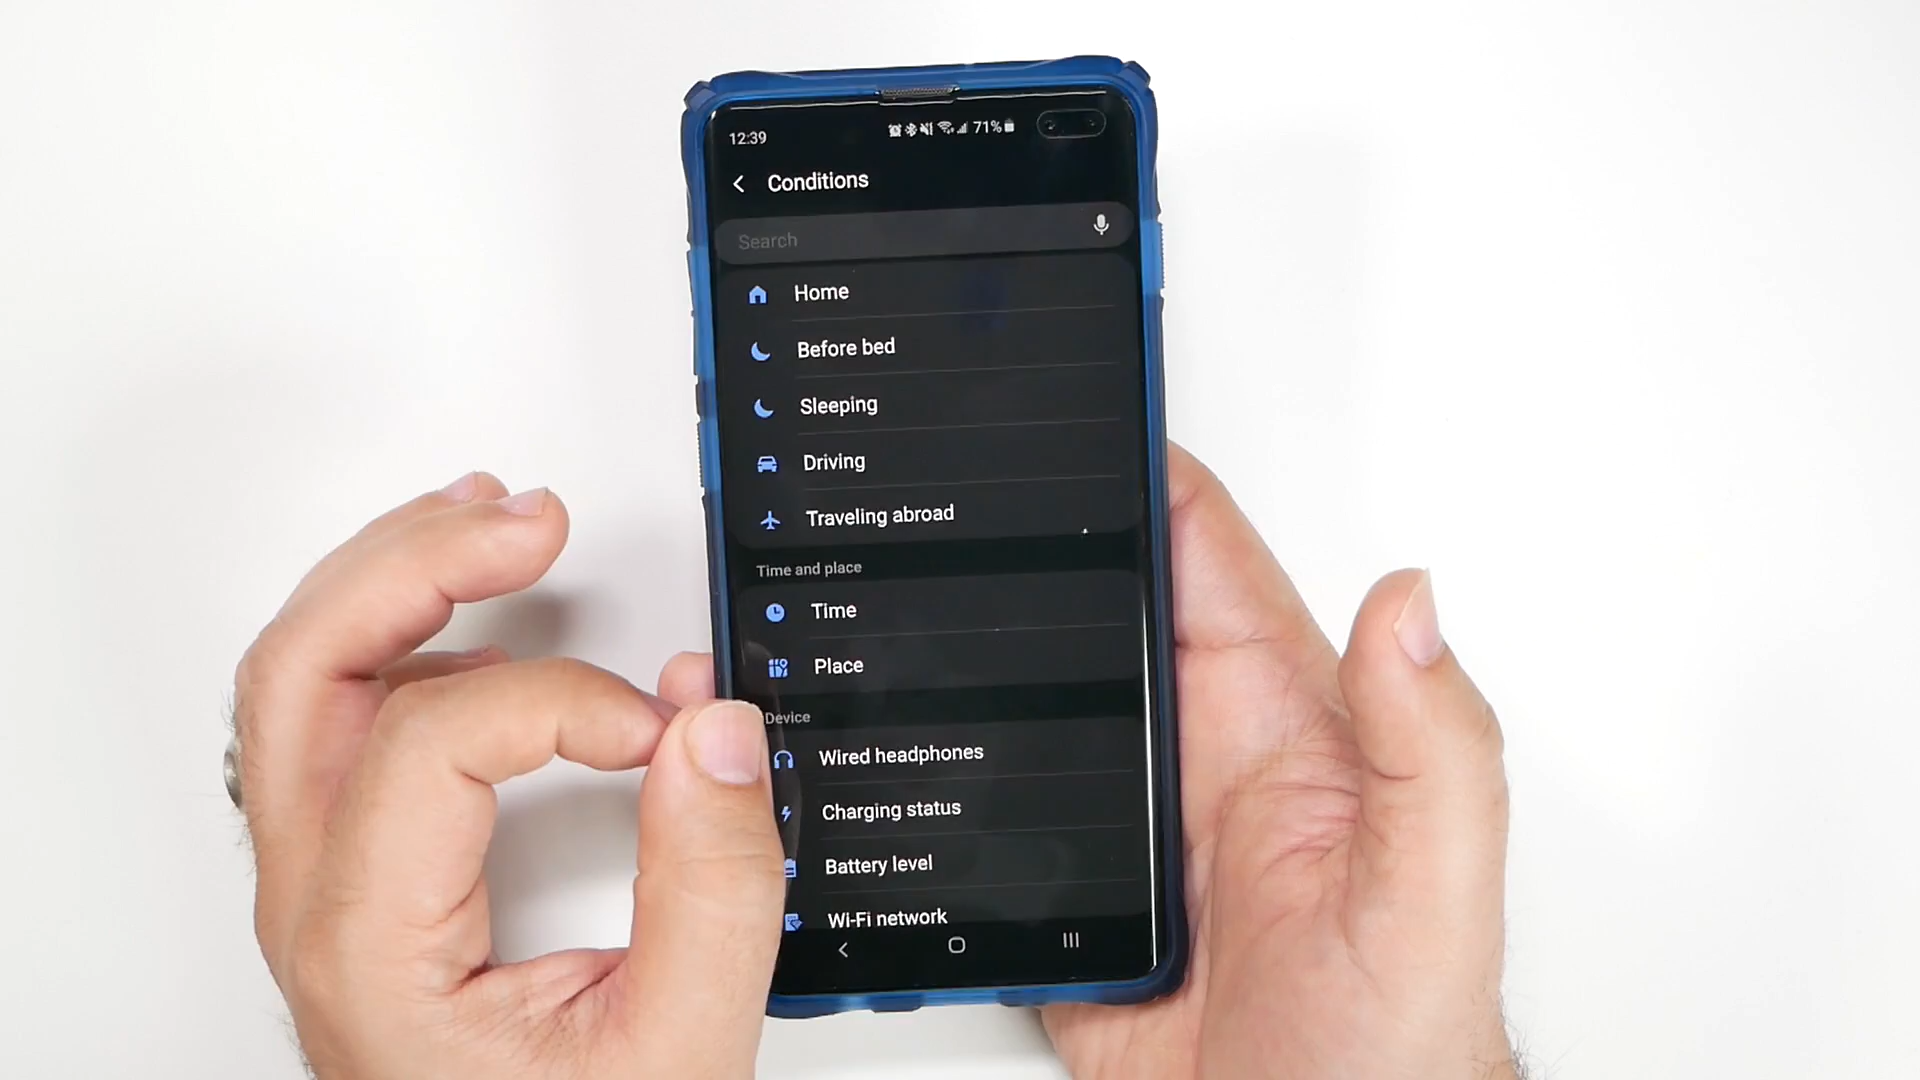 12:39
71%
Conditions
Search
Home
Before bed
Sleeping
Driving
Traveling abroad
Time and place
Time
Place
Device
Wired headphones
Charging status
Battery level
Wi-Fi network